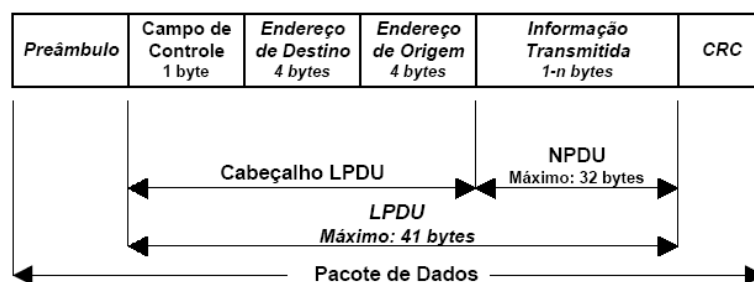 Preâmbulo
Campo de
Controle
1 byte
Endereço
de Destino
4 bytes
Endereço
de Origem
4 bytes
Informação
Transmitida
1-n bytes
CRC
Cabeçalho LPDU
NPDU
Máximo: 32 bytes
LPDU
Máximo: 41 bytes
Pacote de Dados